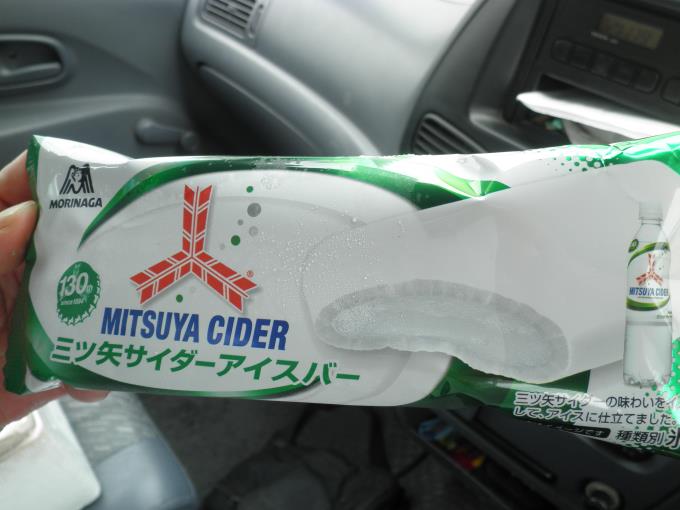 MORINAGA
130th
since 1884
MITSUYA CIDER
三ツ矢サイダーアイスバー
MITSUYA CIDER
三ツ矢サイダーの味わいをイ
して、アイスに仕立てました。
種類別 氷